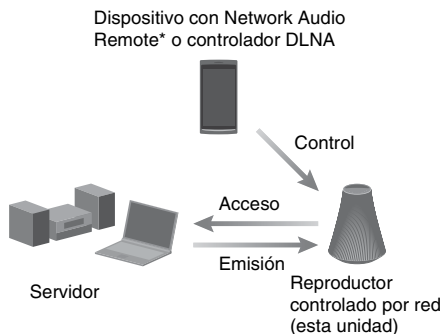 Dispositivo con Network Audio
Remote* o controlador DLNA
Control
Acceso
Emisión
Servidor
Reproductor
controlado por red
(esta unidad)